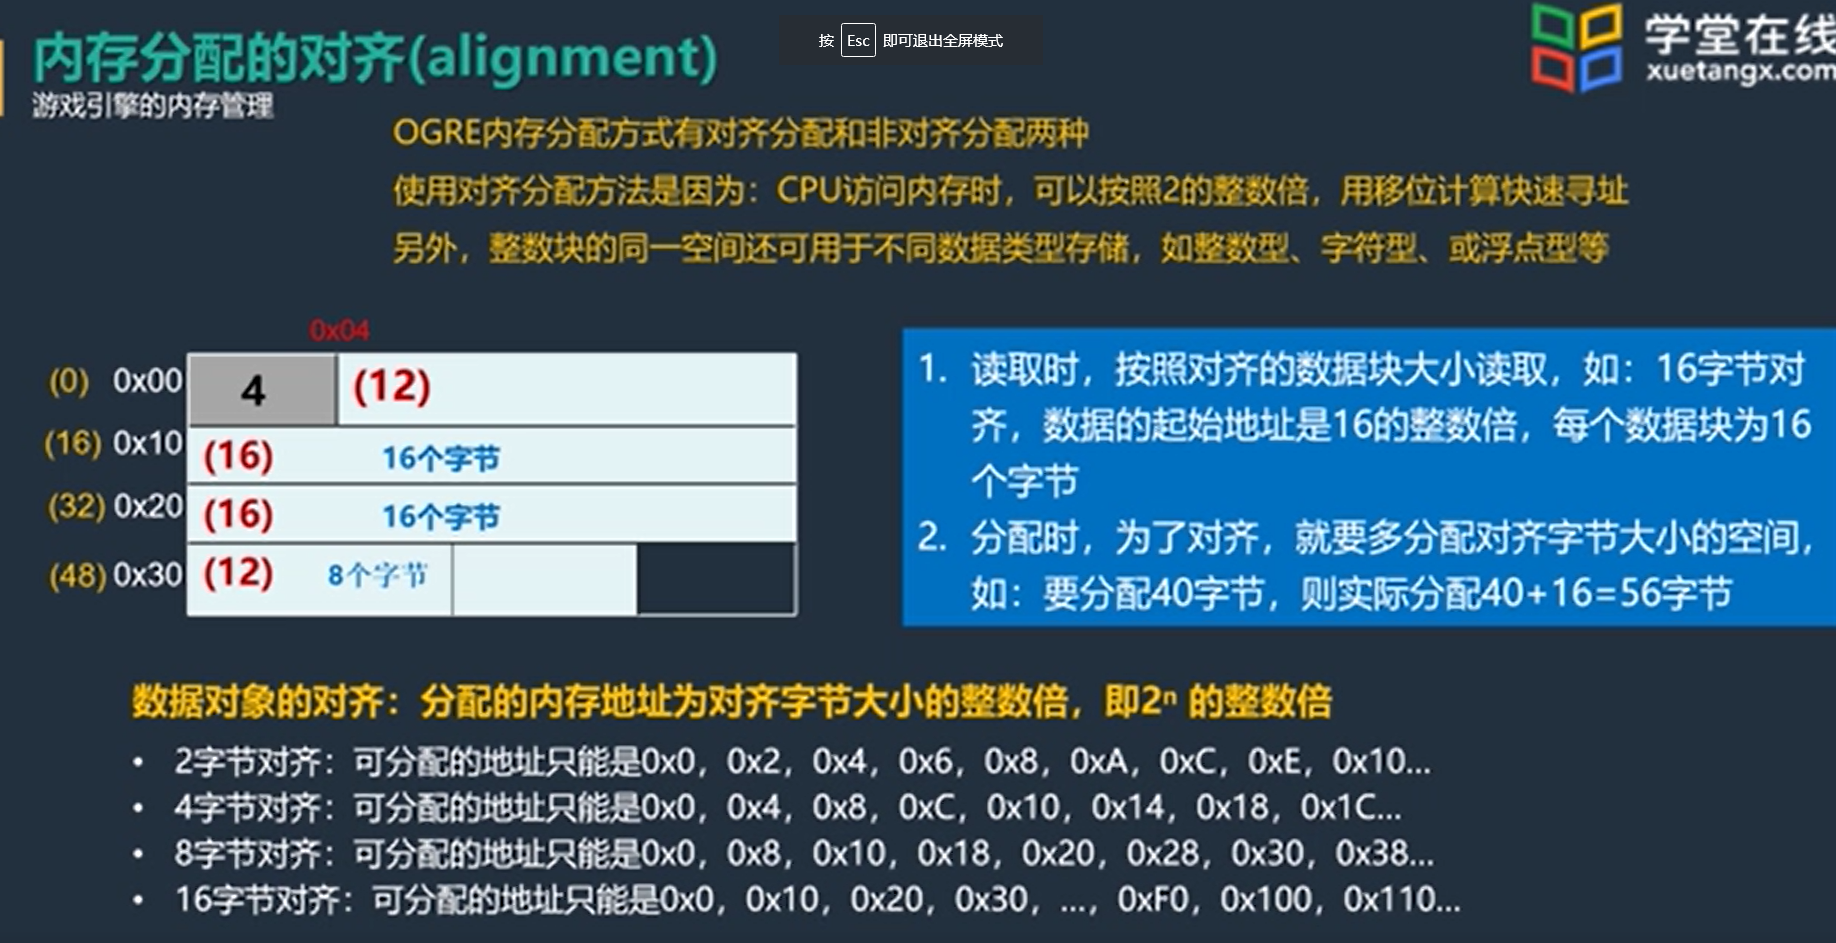 内存分配的对齐(alignment)
按 Esc 即可退出全屏模式
学堂在线
xuetangx.com
游戏引擎的内存管理
OGRE内存分配方式有对齐分配和非对齐分配两种
使用对齐分配方法是因为：CPU访问内存时，可以按照2的整数倍，用移位计算快速寻址
另外，整数块的同一空间还可用于不同数据类型存储，如整数型、字符型、或浮点型等
0x04
(0) 0x00 4 (12)
(16) 0x10 (16) 16个字节
(32) 0x20 (16) 16个字节
(48) 0x30 (12) 8个字节
1. 读取时，按照对齐的数据块大小读取，如：16字节对
齐，数据的起始地址是16的整数倍，每个数据块为16
个字节
2. 分配时，为了对齐，就要多分配对齐字节大小的空间，
如：要分配40字节，则实际分配40+16=56字节
数据对象的对齐：分配的内存地址为对齐字节大小的整数倍，即2ⁿ 的整数倍
• 2字节对齐：可分配的地址只能是0x0，0x2，0x4，0x6，0x8，0xA，0xC，0xE，0x10...
• 4字节对齐：可分配的地址只能是0x0，0x4，0x8，0xC，0x10，0x14，0x18，0x1C...
• 8字节对齐：可分配的地址只能是0x0，0x8，0x10，0x18，0x20，0x28，0x30，0x38...
• 16字节对齐：可分配的地址只能是0x0，0x10，0x20，0x30，...，0xF0，0x100，0x110...